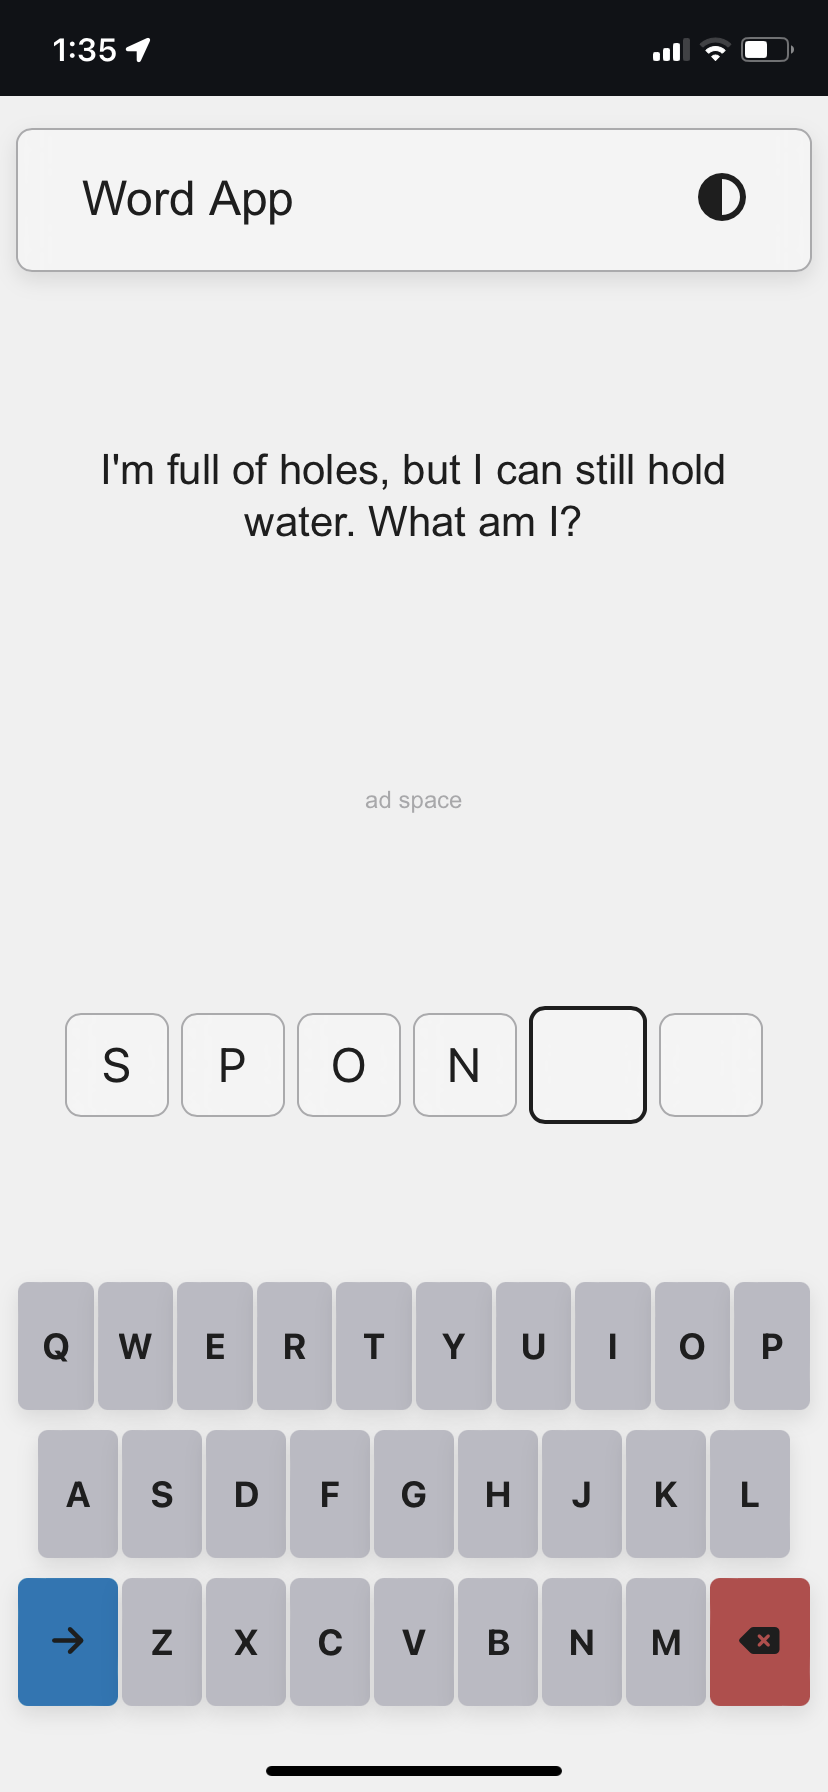 1:35
Word App
I'm full of holes, but I can still hold
water. What am I?
ad space
S P O N
Q W E R T Y U I O P
A S D F G H J K L
Z X C V B N M